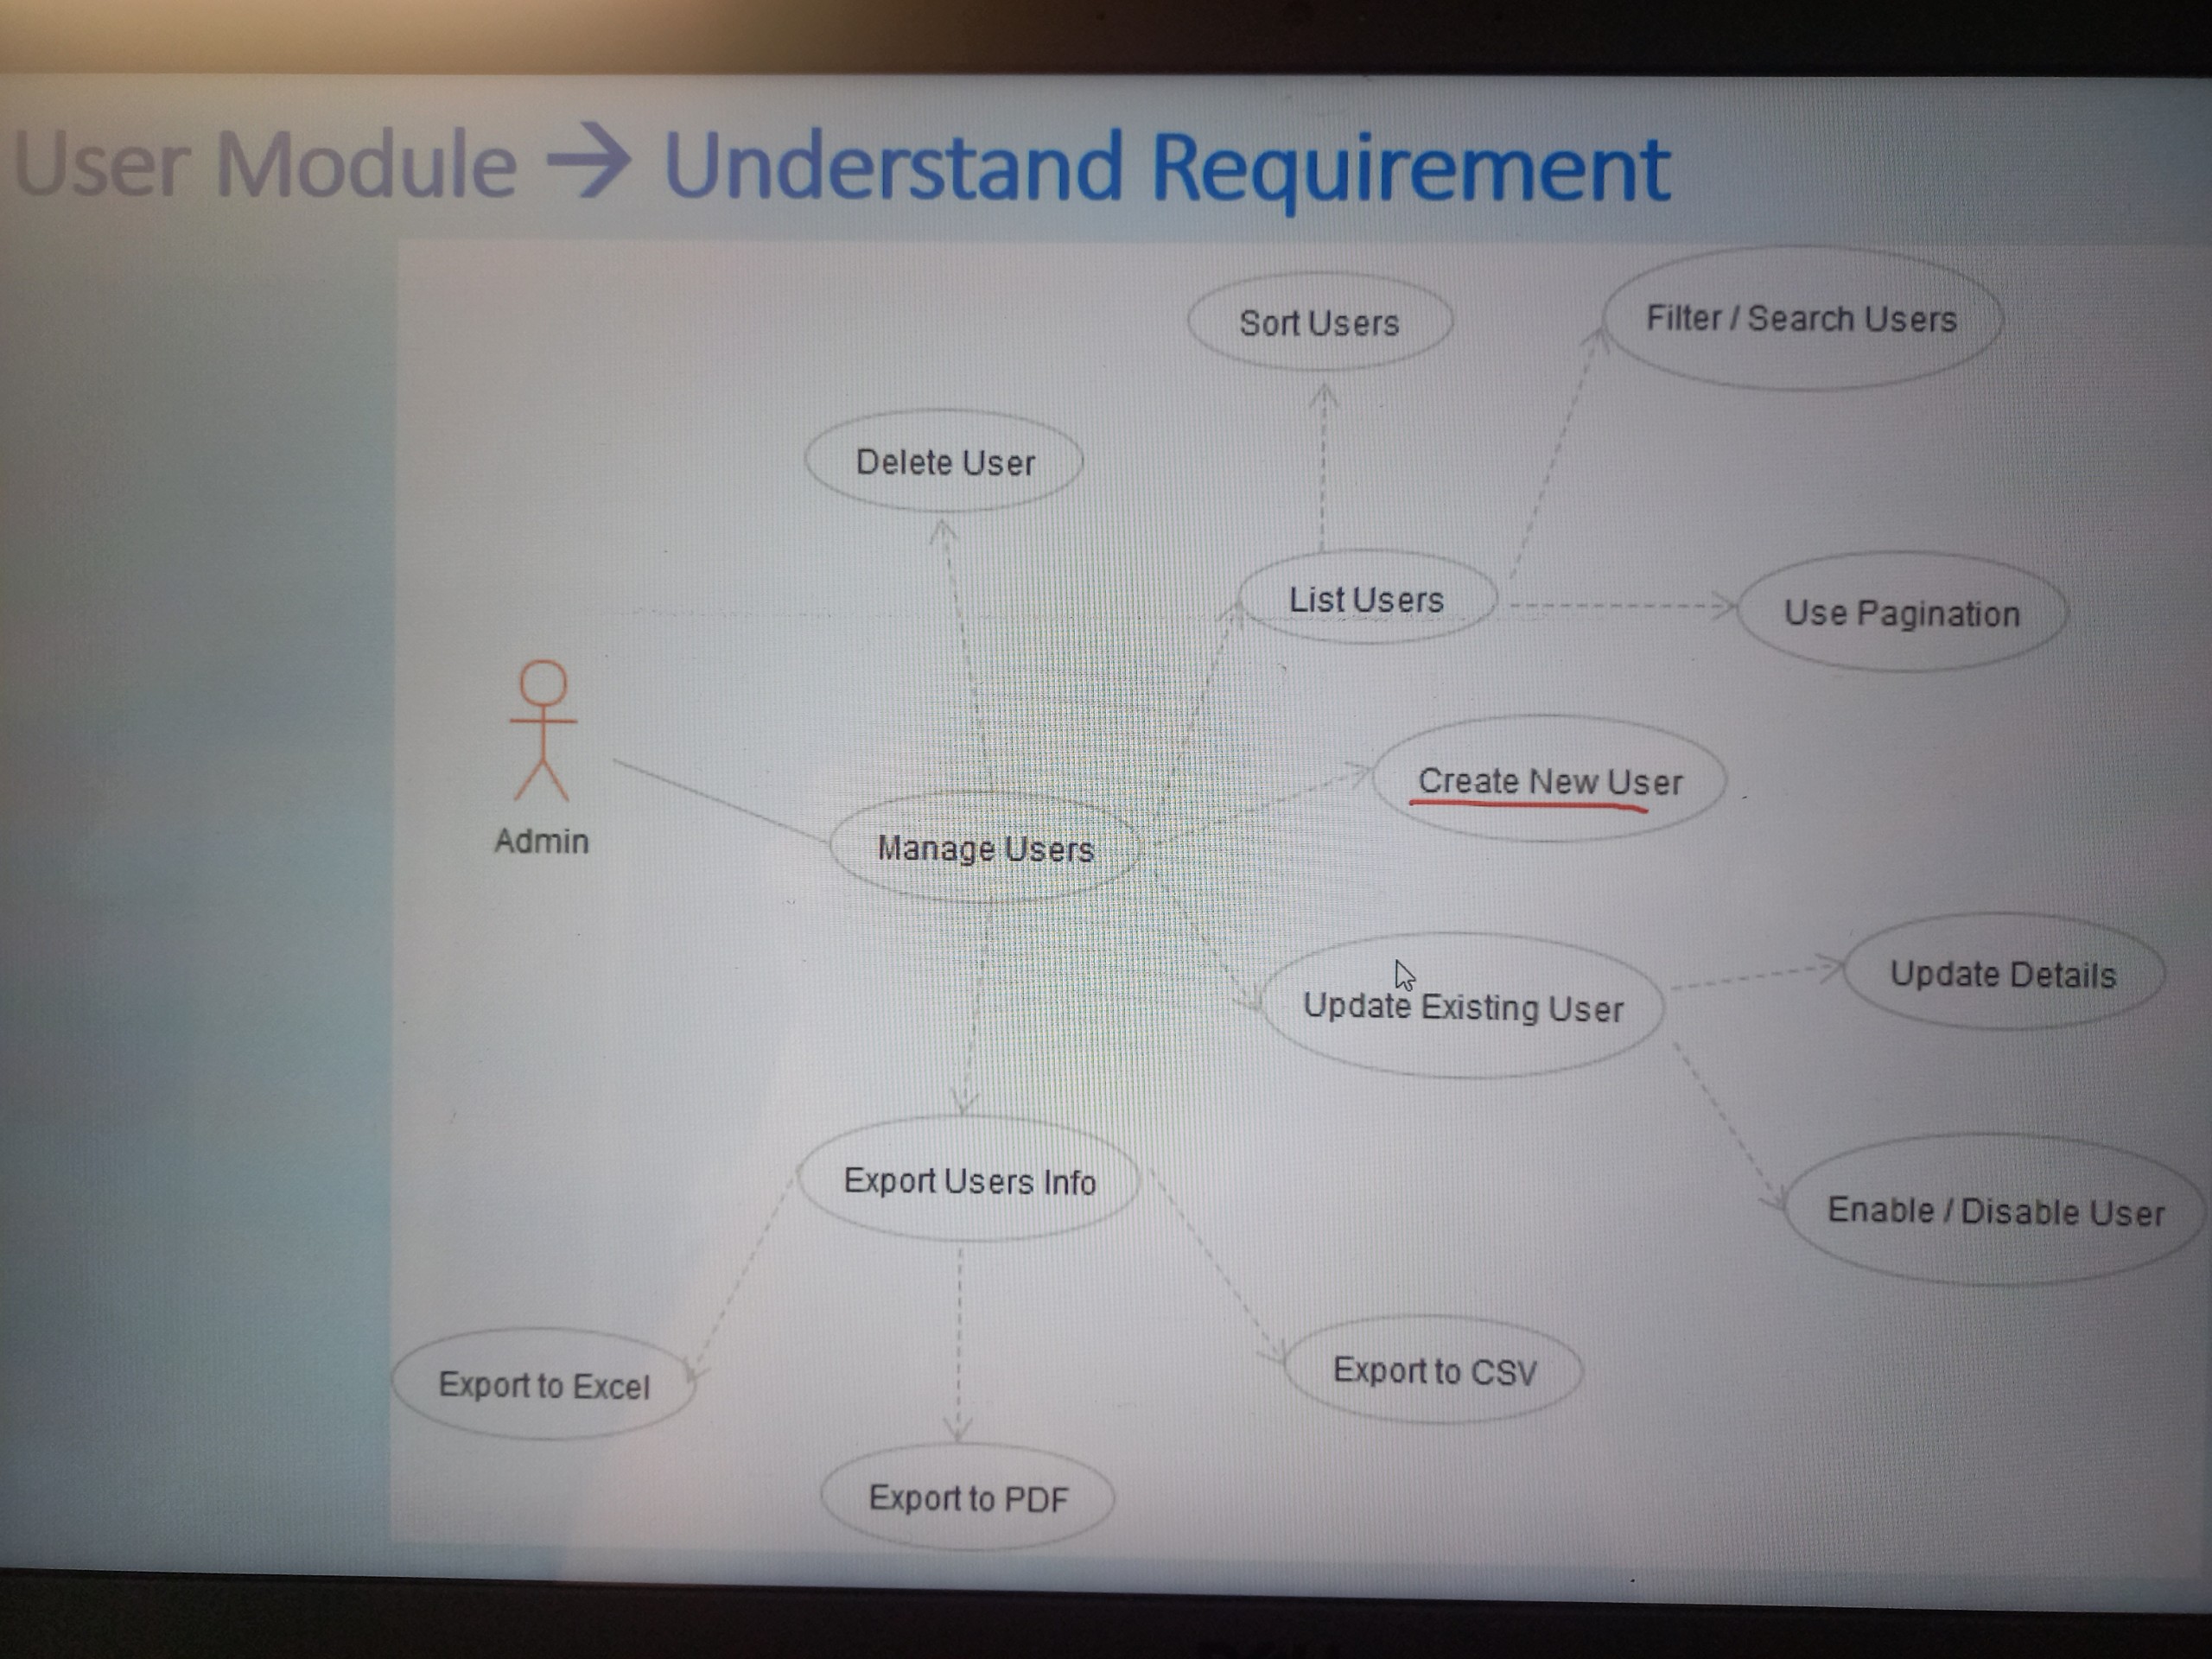 User Module → Understand Requirement
Sort Users
Filter / Search Users
Delete User
List Users
Use Pagination
Create New User
Admin
Manage Users
Update Existing User
Update Details
Export Users Info
Enable / Disable User
Export to Excel
Export to CSV
Export to PDF